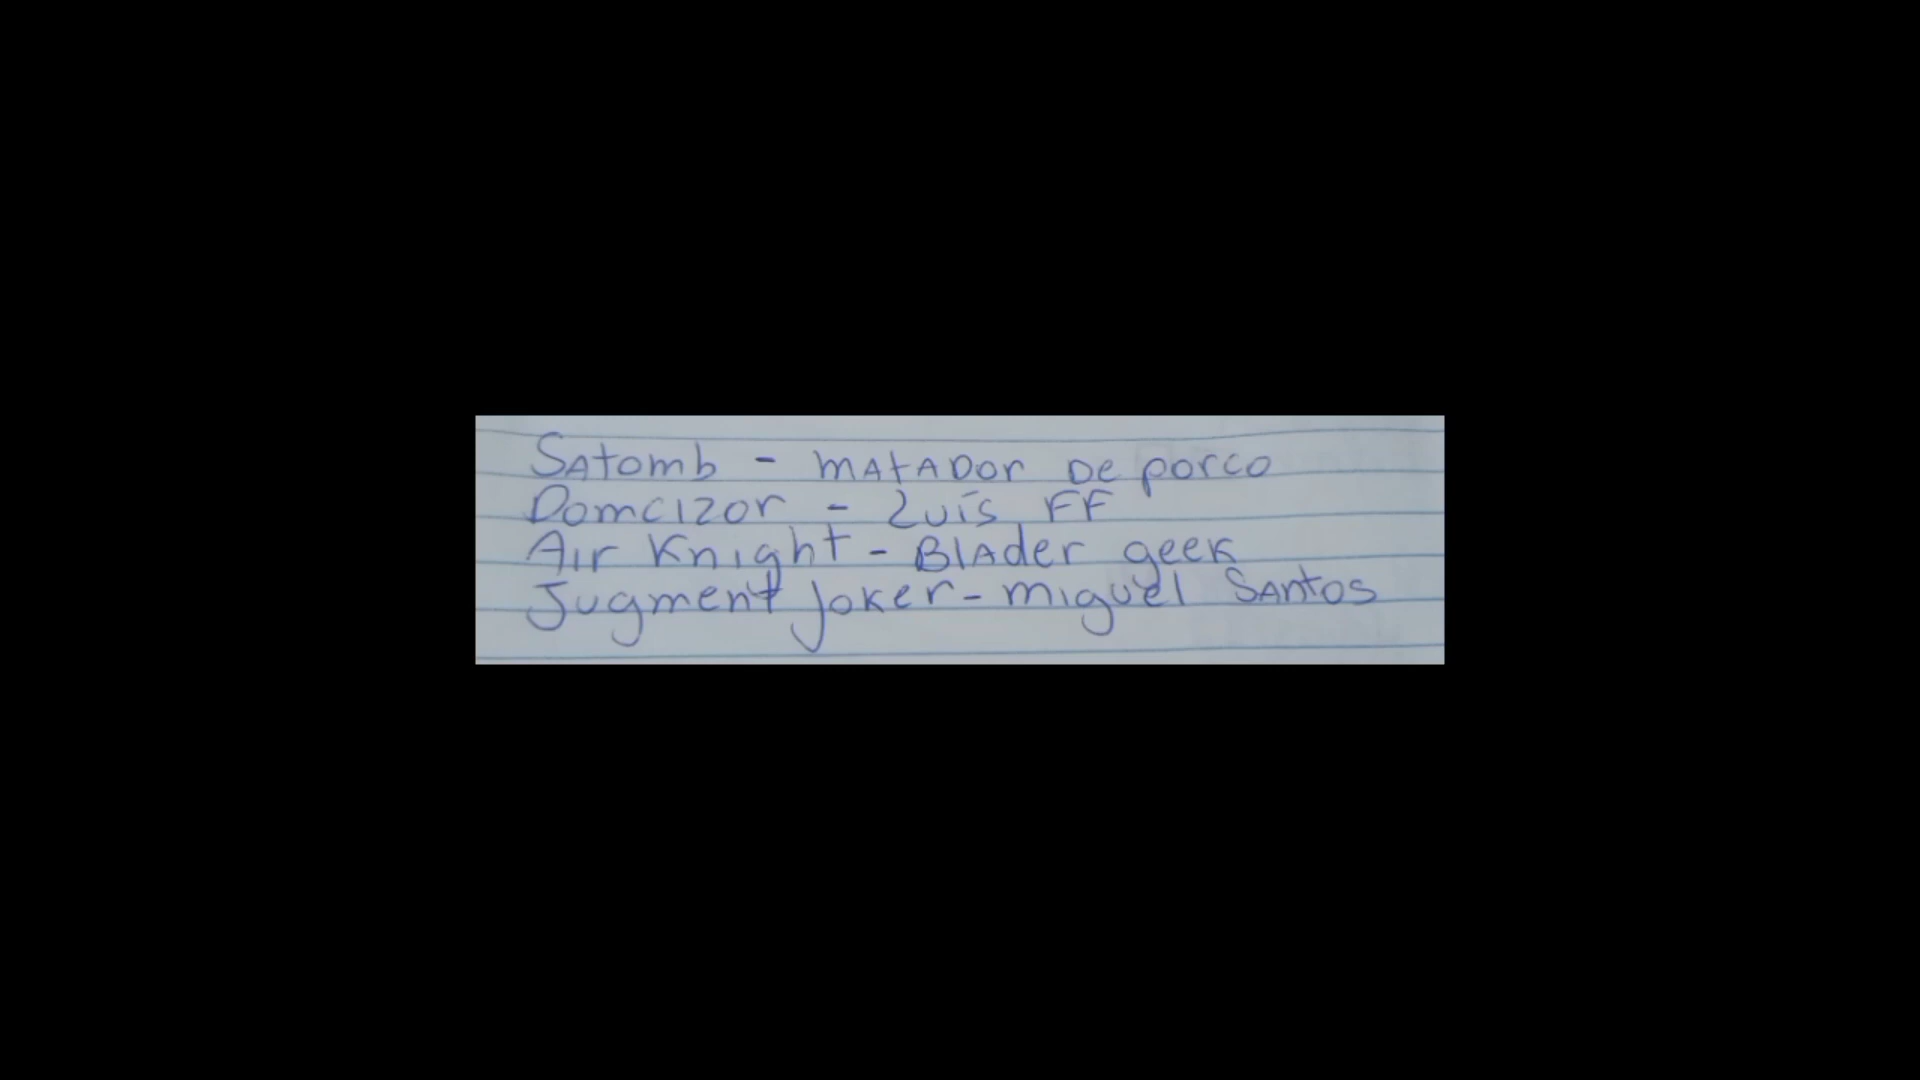 SAtomb - mAtADor De porco
Domcizor - Luís FF
Air Knight - BlAder geek
Jugment joker - miguel SAntos